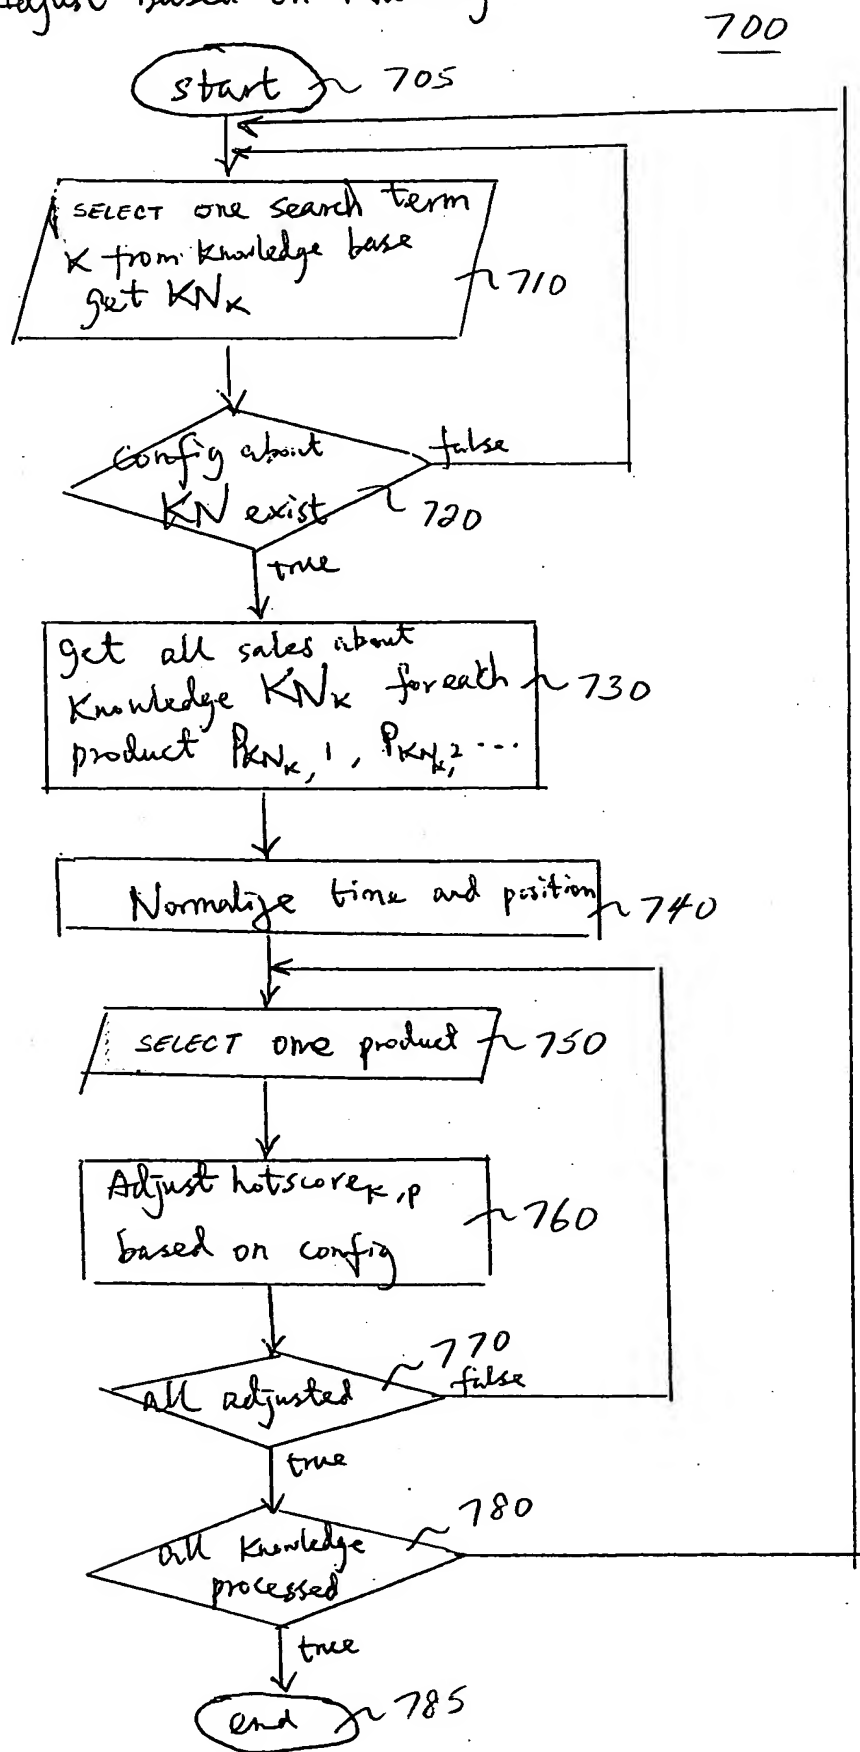 Adjust Based on
700
start 705
SELECT one search term
K from Knowledge base
get KN_K
710
Config about
KN exist
false
720
true
get all sales about
Knowledge KN_K foreach
product P_KN_K,1, P_KN_K,2 ...
730
Normalize time and position
740
SELECT one product
750
Adjust hotscore_K,P
based on config
760
770
all adjusted
false
true
780
all Knowledge
processed
true
end 785